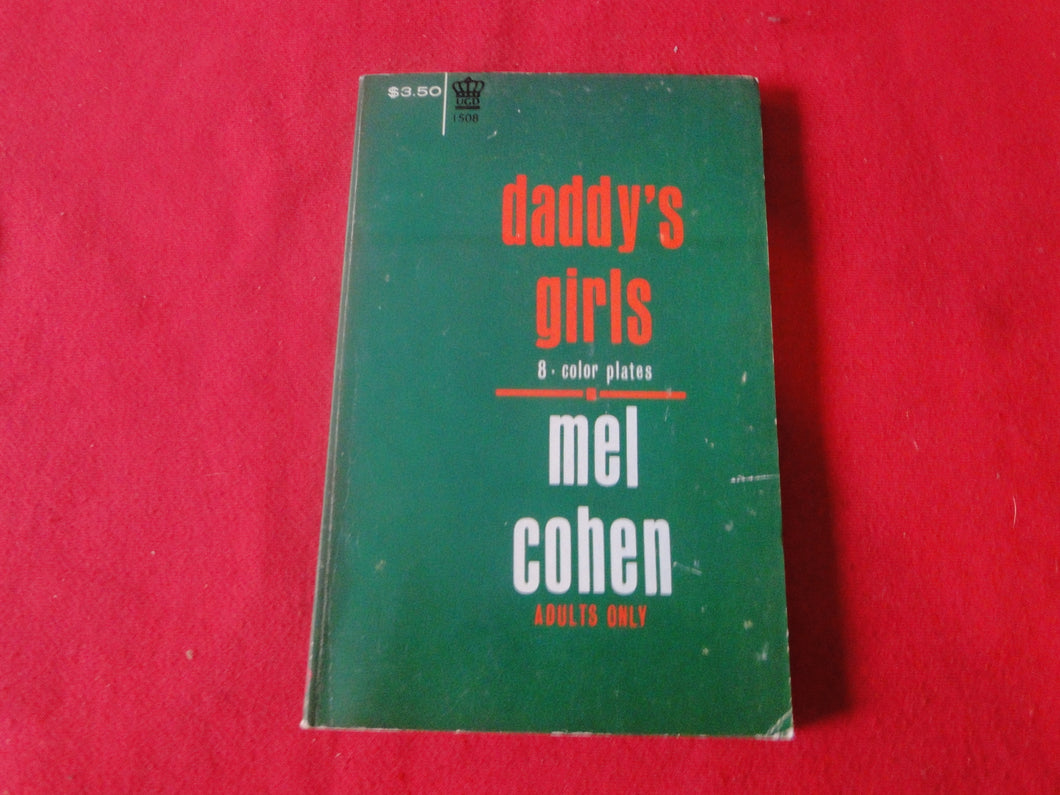 $3.50
UGD
1508
daddy's
girls
8 · color plates
mel
cohen
ADULTS ONLY